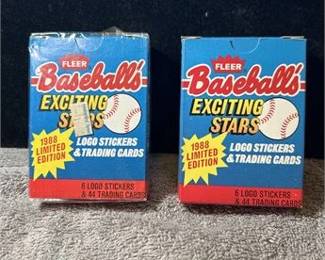 FLEER
Baseball's
EXCITING
STARS
1988
LIMITED
EDITION
LOGO STICKERS
& TRADING CARDS
6 LOGO STICKERS
& 44 TRADING CARDS
FLEER
Baseball's
EXCITING
STARS
1988
LIMITED
EDITION
LOGO STICKERS
& TRADING CARDS
6 LOGO STICKERS
& 44 TRADING CARDS